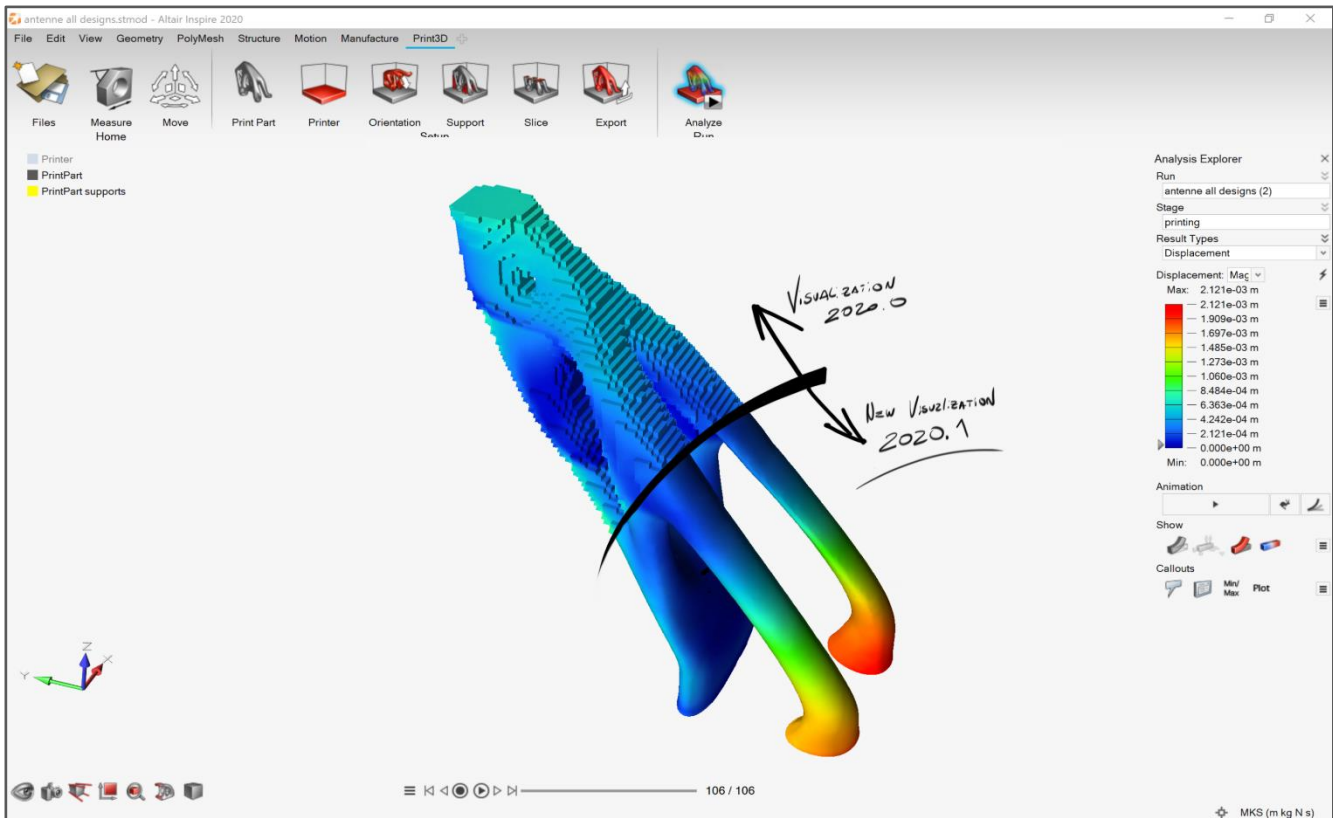 antenne all designs.stmod - Altair Inspire 2020
File Edit View Geometry PolyMesh Structure Motion Manufacture Print3D
Files Measure Move Print Part Printer Orientation Support Slice Export Analyze
Home Setup Run
Printer
PrintPart
PrintPart supports
VISUALIZATION
2020.0
NEW VISUZLIZATION
2020.1
Analysis Explorer
Run
antenne all designs (2)
Stage
printing
Result Types
Displacement
Displacement: Mag
Max: 2.121e-03 m
2.121e-03 m
1.909e-03 m
1.697e-03 m
1.485e-03 m
1.273e-03 m
1.060e-03 m
8.484e-04 m
6.363e-04 m
4.242e-04 m
2.121e-04 m
0.000e+00 m
Min: 0.000e+00 m
Animation
Show
Callouts
Min/
Max Plot
Z
X
Y
106 / 106
MKS (m kg N s)